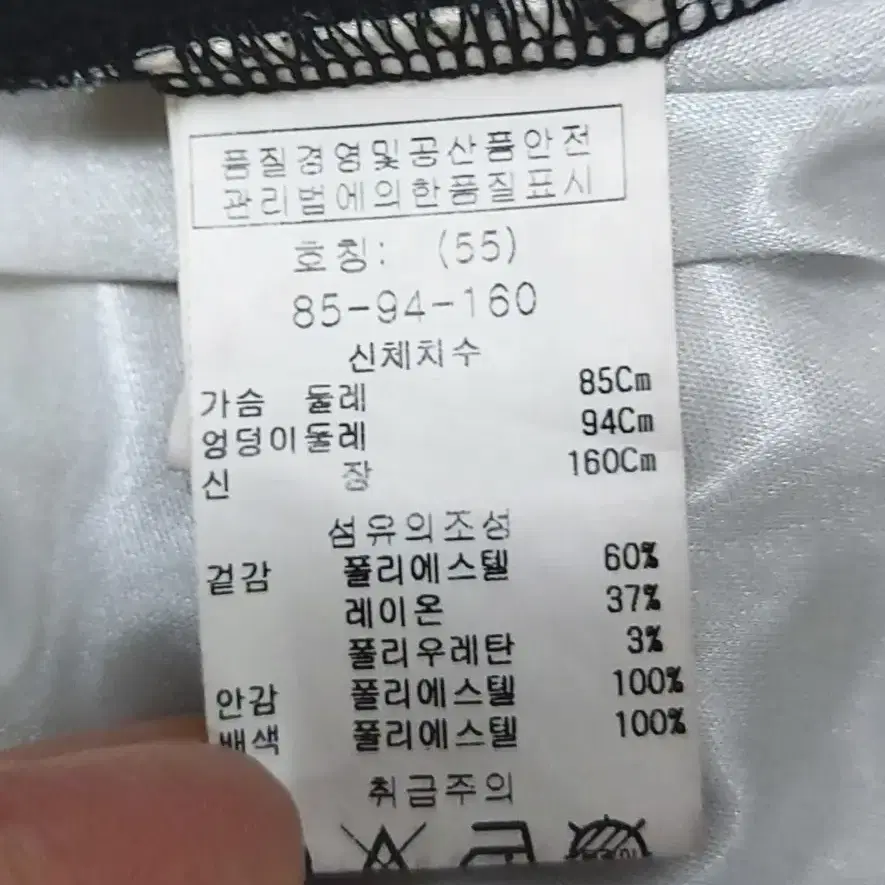 품질경영및공산품안전
관리법에의한품질표시
호칭: (55)
85-94-160
신체치수
가슴 둘레 85Cm
엉덩이둘레 94Cm
신 장 160Cm
섬유의조성
겉감 폴리에스텔 60%
레이온 37%
폴리우레탄 3%
안감 폴리에스텔 100%
배색 폴리에스텔 100%
취급주의